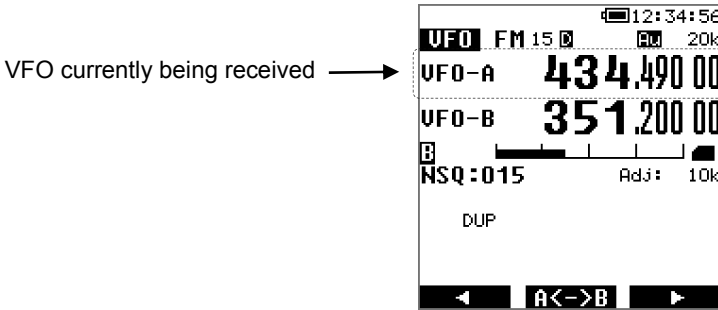 12:34:56
VFO FM 15 D Au 20k
VFO currently being received
VFO-A 434.490 00
VFO-B 351.200 00
B
NSQ:015 Adj: 10k
DUP
A<->B